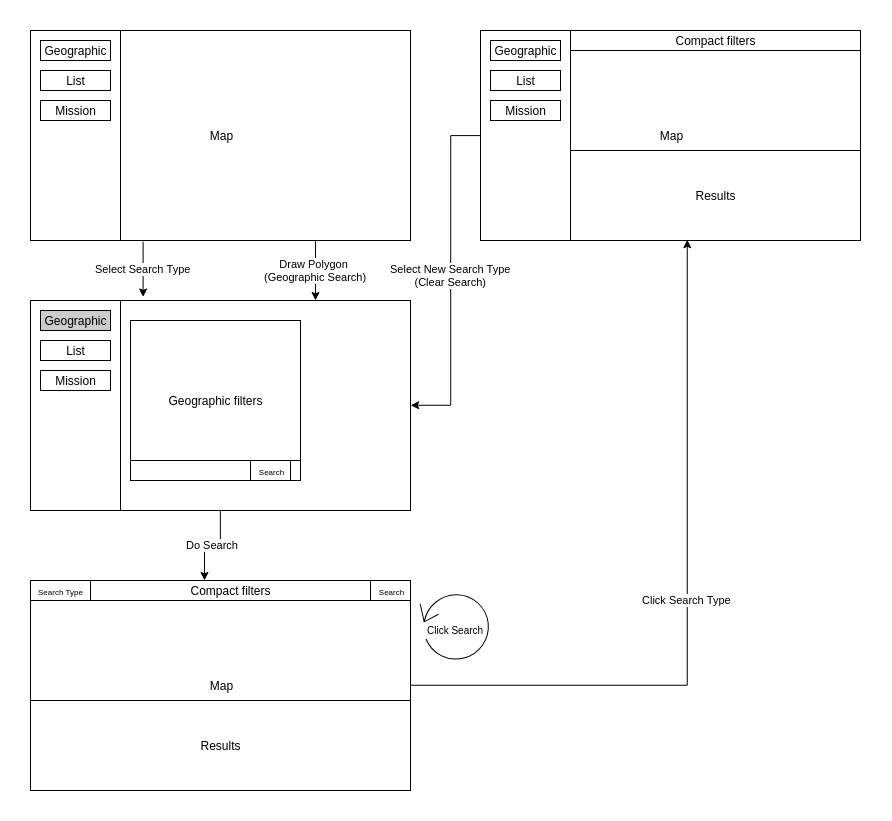 Geographic
List
Mission
Map
Geographic
List
Mission
Compact filters
Map
Results
Select Search Type
Draw Polygon
(Geographic Search)
Select New Search Type
(Clear Search)
Geographic
List
Mission
Geographic filters
Search
Do Search
Search Type
Compact filters
Search
Map
Results
Click Search
Click Search Type